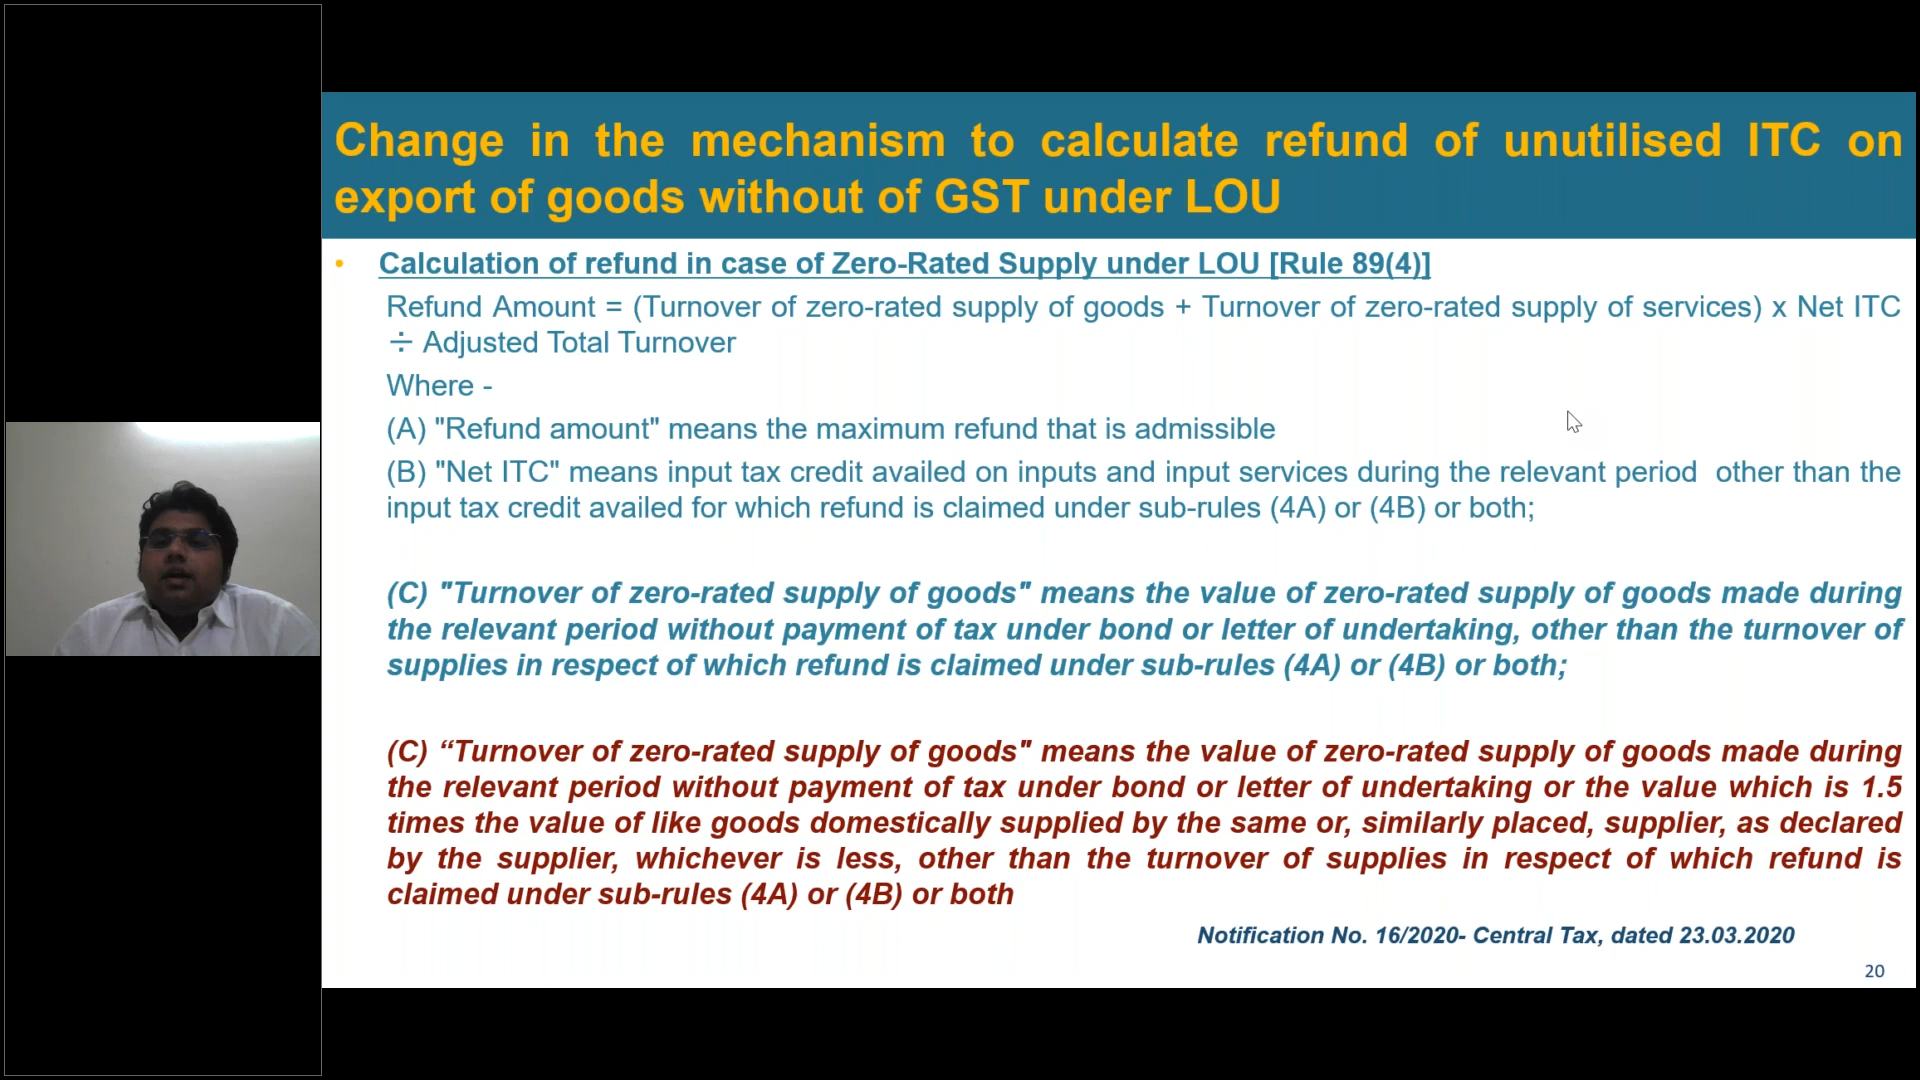 Change in the mechanism to calculate refund of unutilised ITC on
export of goods without of GST under LOU
• Calculation of refund in case of Zero-Rated Supply under LOU [Rule 89(4)]
Refund Amount = (Turnover of zero-rated supply of goods + Turnover of zero-rated supply of services) x Net ITC
÷ Adjusted Total Turnover
Where -
(A) "Refund amount" means the maximum refund that is admissible
(B) "Net ITC" means input tax credit availed on inputs and input services during the relevant period other than the
input tax credit availed for which refund is claimed under sub-rules (4A) or (4B) or both;
(C) "Turnover of zero-rated supply of goods" means the value of zero-rated supply of goods made during
the relevant period without payment of tax under bond or letter of undertaking, other than the turnover of
supplies in respect of which refund is claimed under sub-rules (4A) or (4B) or both;
(C) “Turnover of zero-rated supply of goods" means the value of zero-rated supply of goods made during
the relevant period without payment of tax under bond or letter of undertaking or the value which is 1.5
times the value of like goods domestically supplied by the same or, similarly placed, supplier, as declared
by the supplier, whichever is less, other than the turnover of supplies in respect of which refund is
claimed under sub-rules (4A) or (4B) or both
Notification No. 16/2020- Central Tax, dated 23.03.2020
20